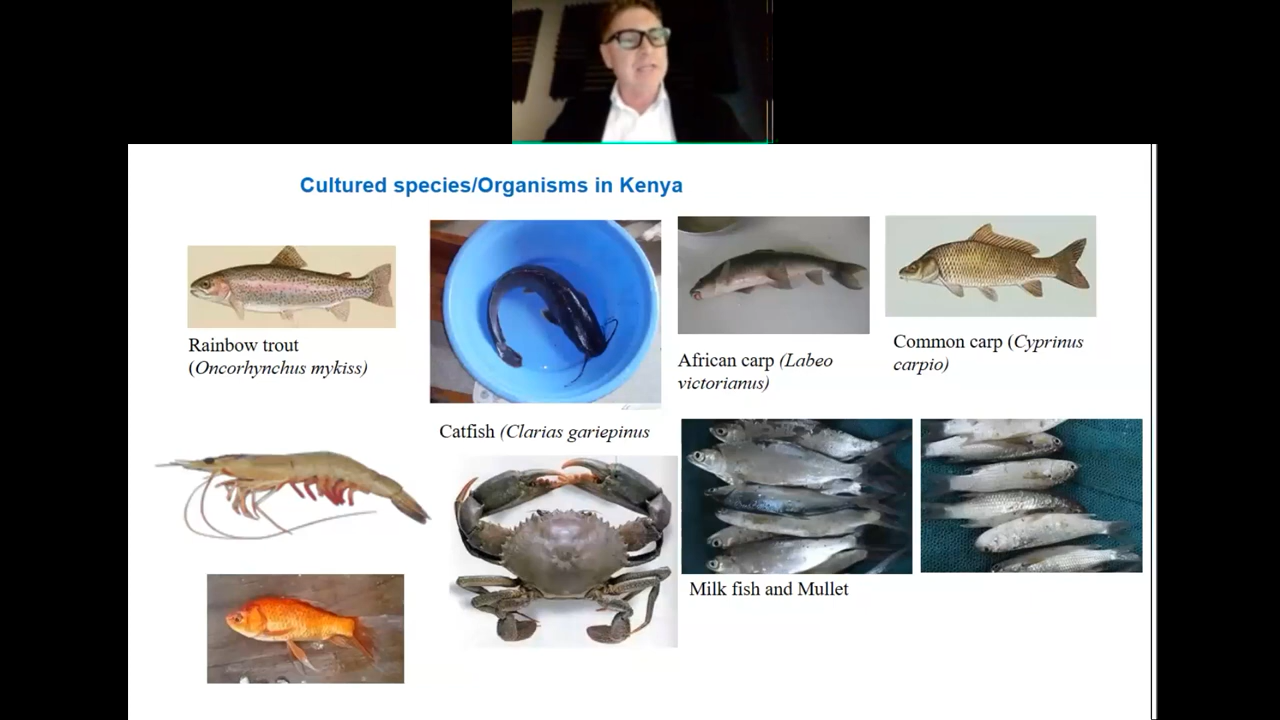 Cultured species/Organisms in Kenya
Rainbow trout
(Oncorhynchus mykiss)
Catfish (Clarias gariepinus
African carp (Labeo
victorianus)
Common carp (Cyprinus
carpio)
Milk fish and Mullet